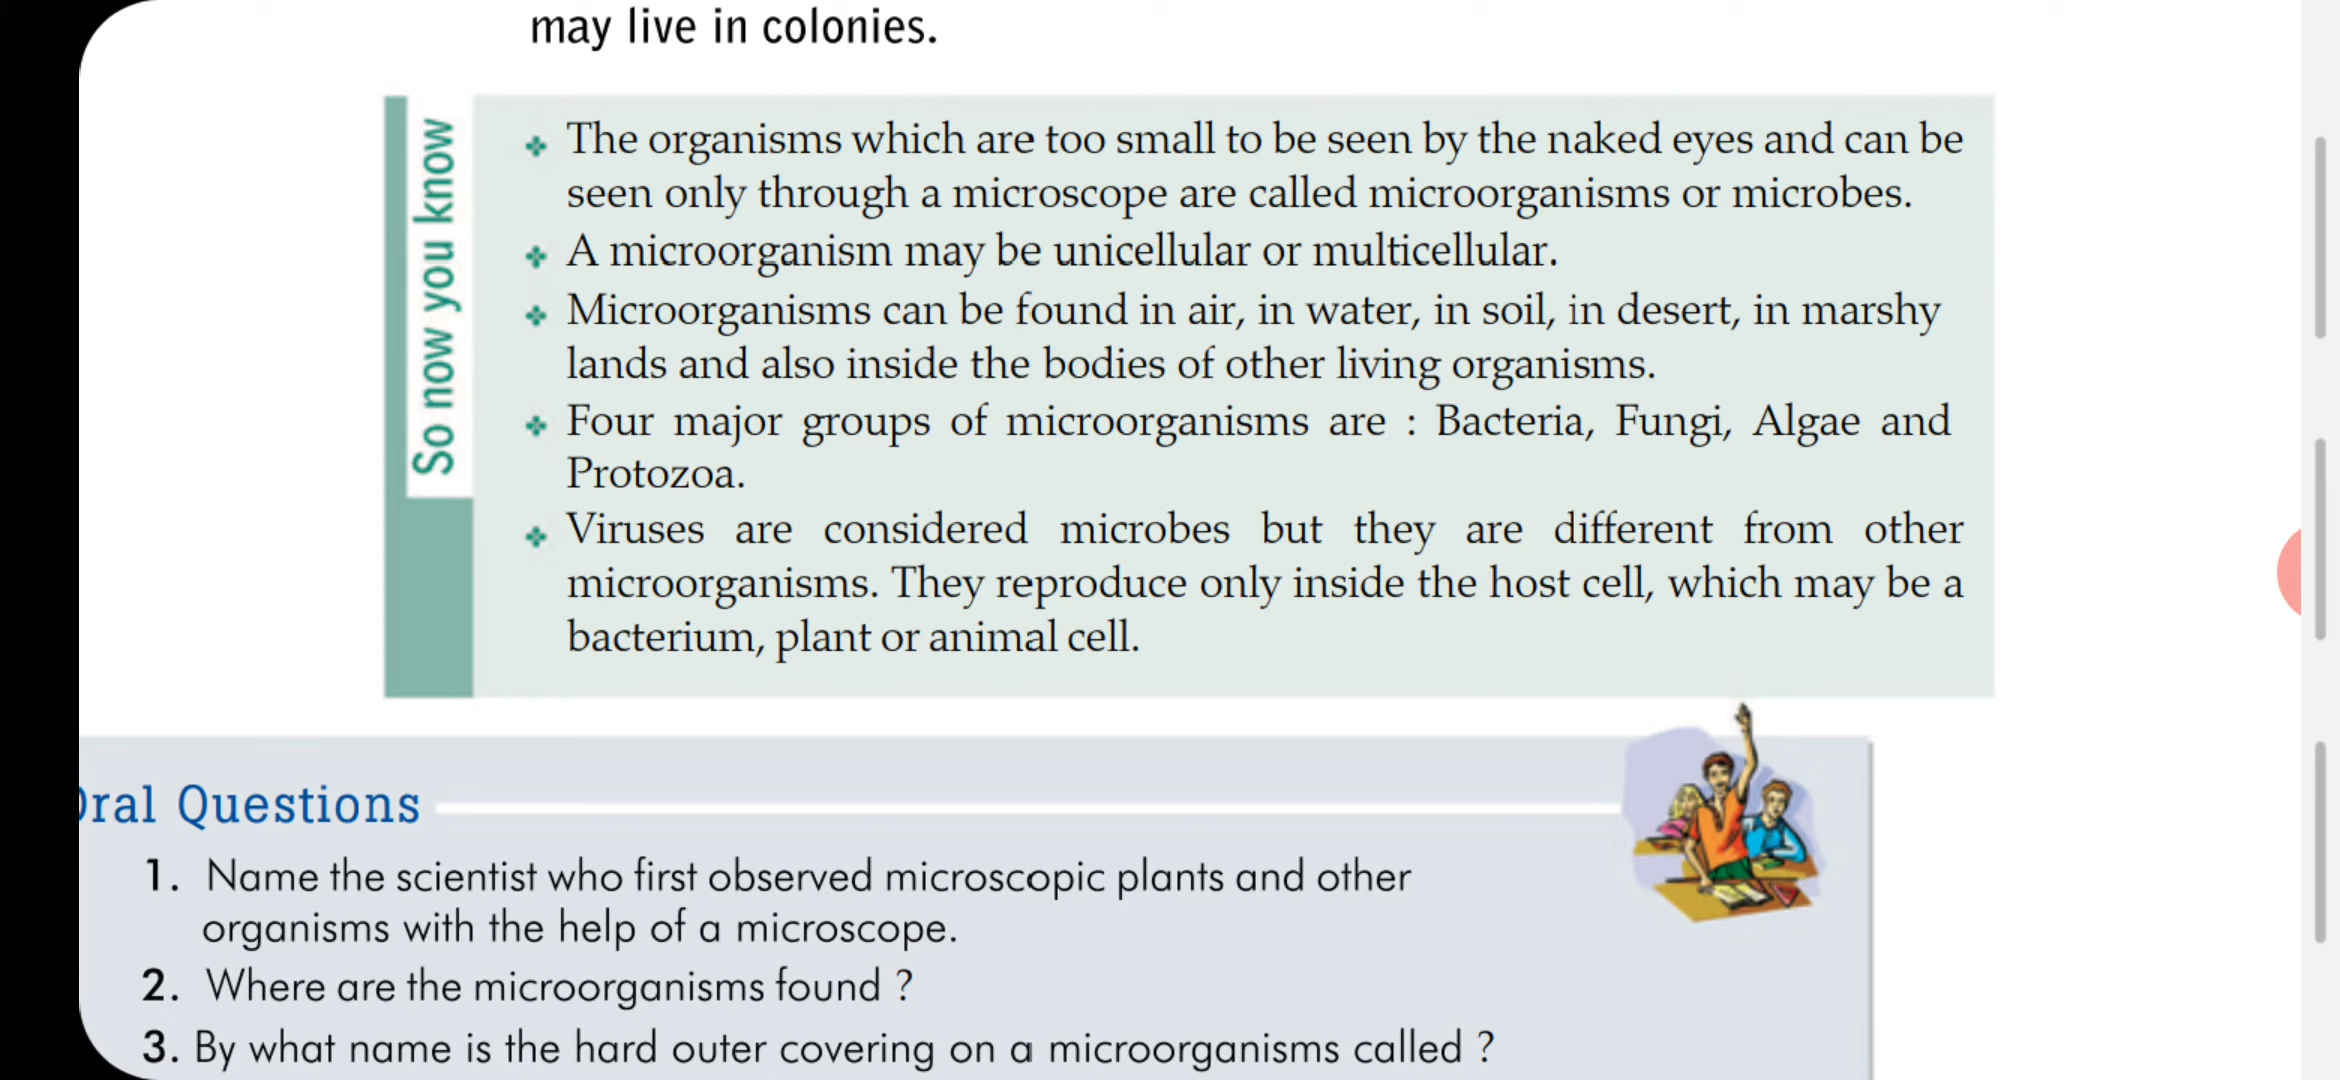 may live in colonies.
So now you know
The organisms which are too small to be seen by the naked eyes and can be
seen only through a microscope are called microorganisms or microbes.
A microorganism may be unicellular or multicellular.
Microorganisms can be found in air, in water, in soil, in desert, in marshy
lands and also inside the bodies of other living organisms.
Four major groups of microorganisms are : Bacteria, Fungi, Algae and
Protozoa.
Viruses are considered microbes but they are different from other
microorganisms. They reproduce only inside the host cell, which may be a
bacterium, plant or animal cell.
Oral Questions
1. Name the scientist who first observed microscopic plants and other
organisms with the help of a microscope.
2. Where are the microorganisms found ?
3. By what name is the hard outer covering on a microorganisms called ?